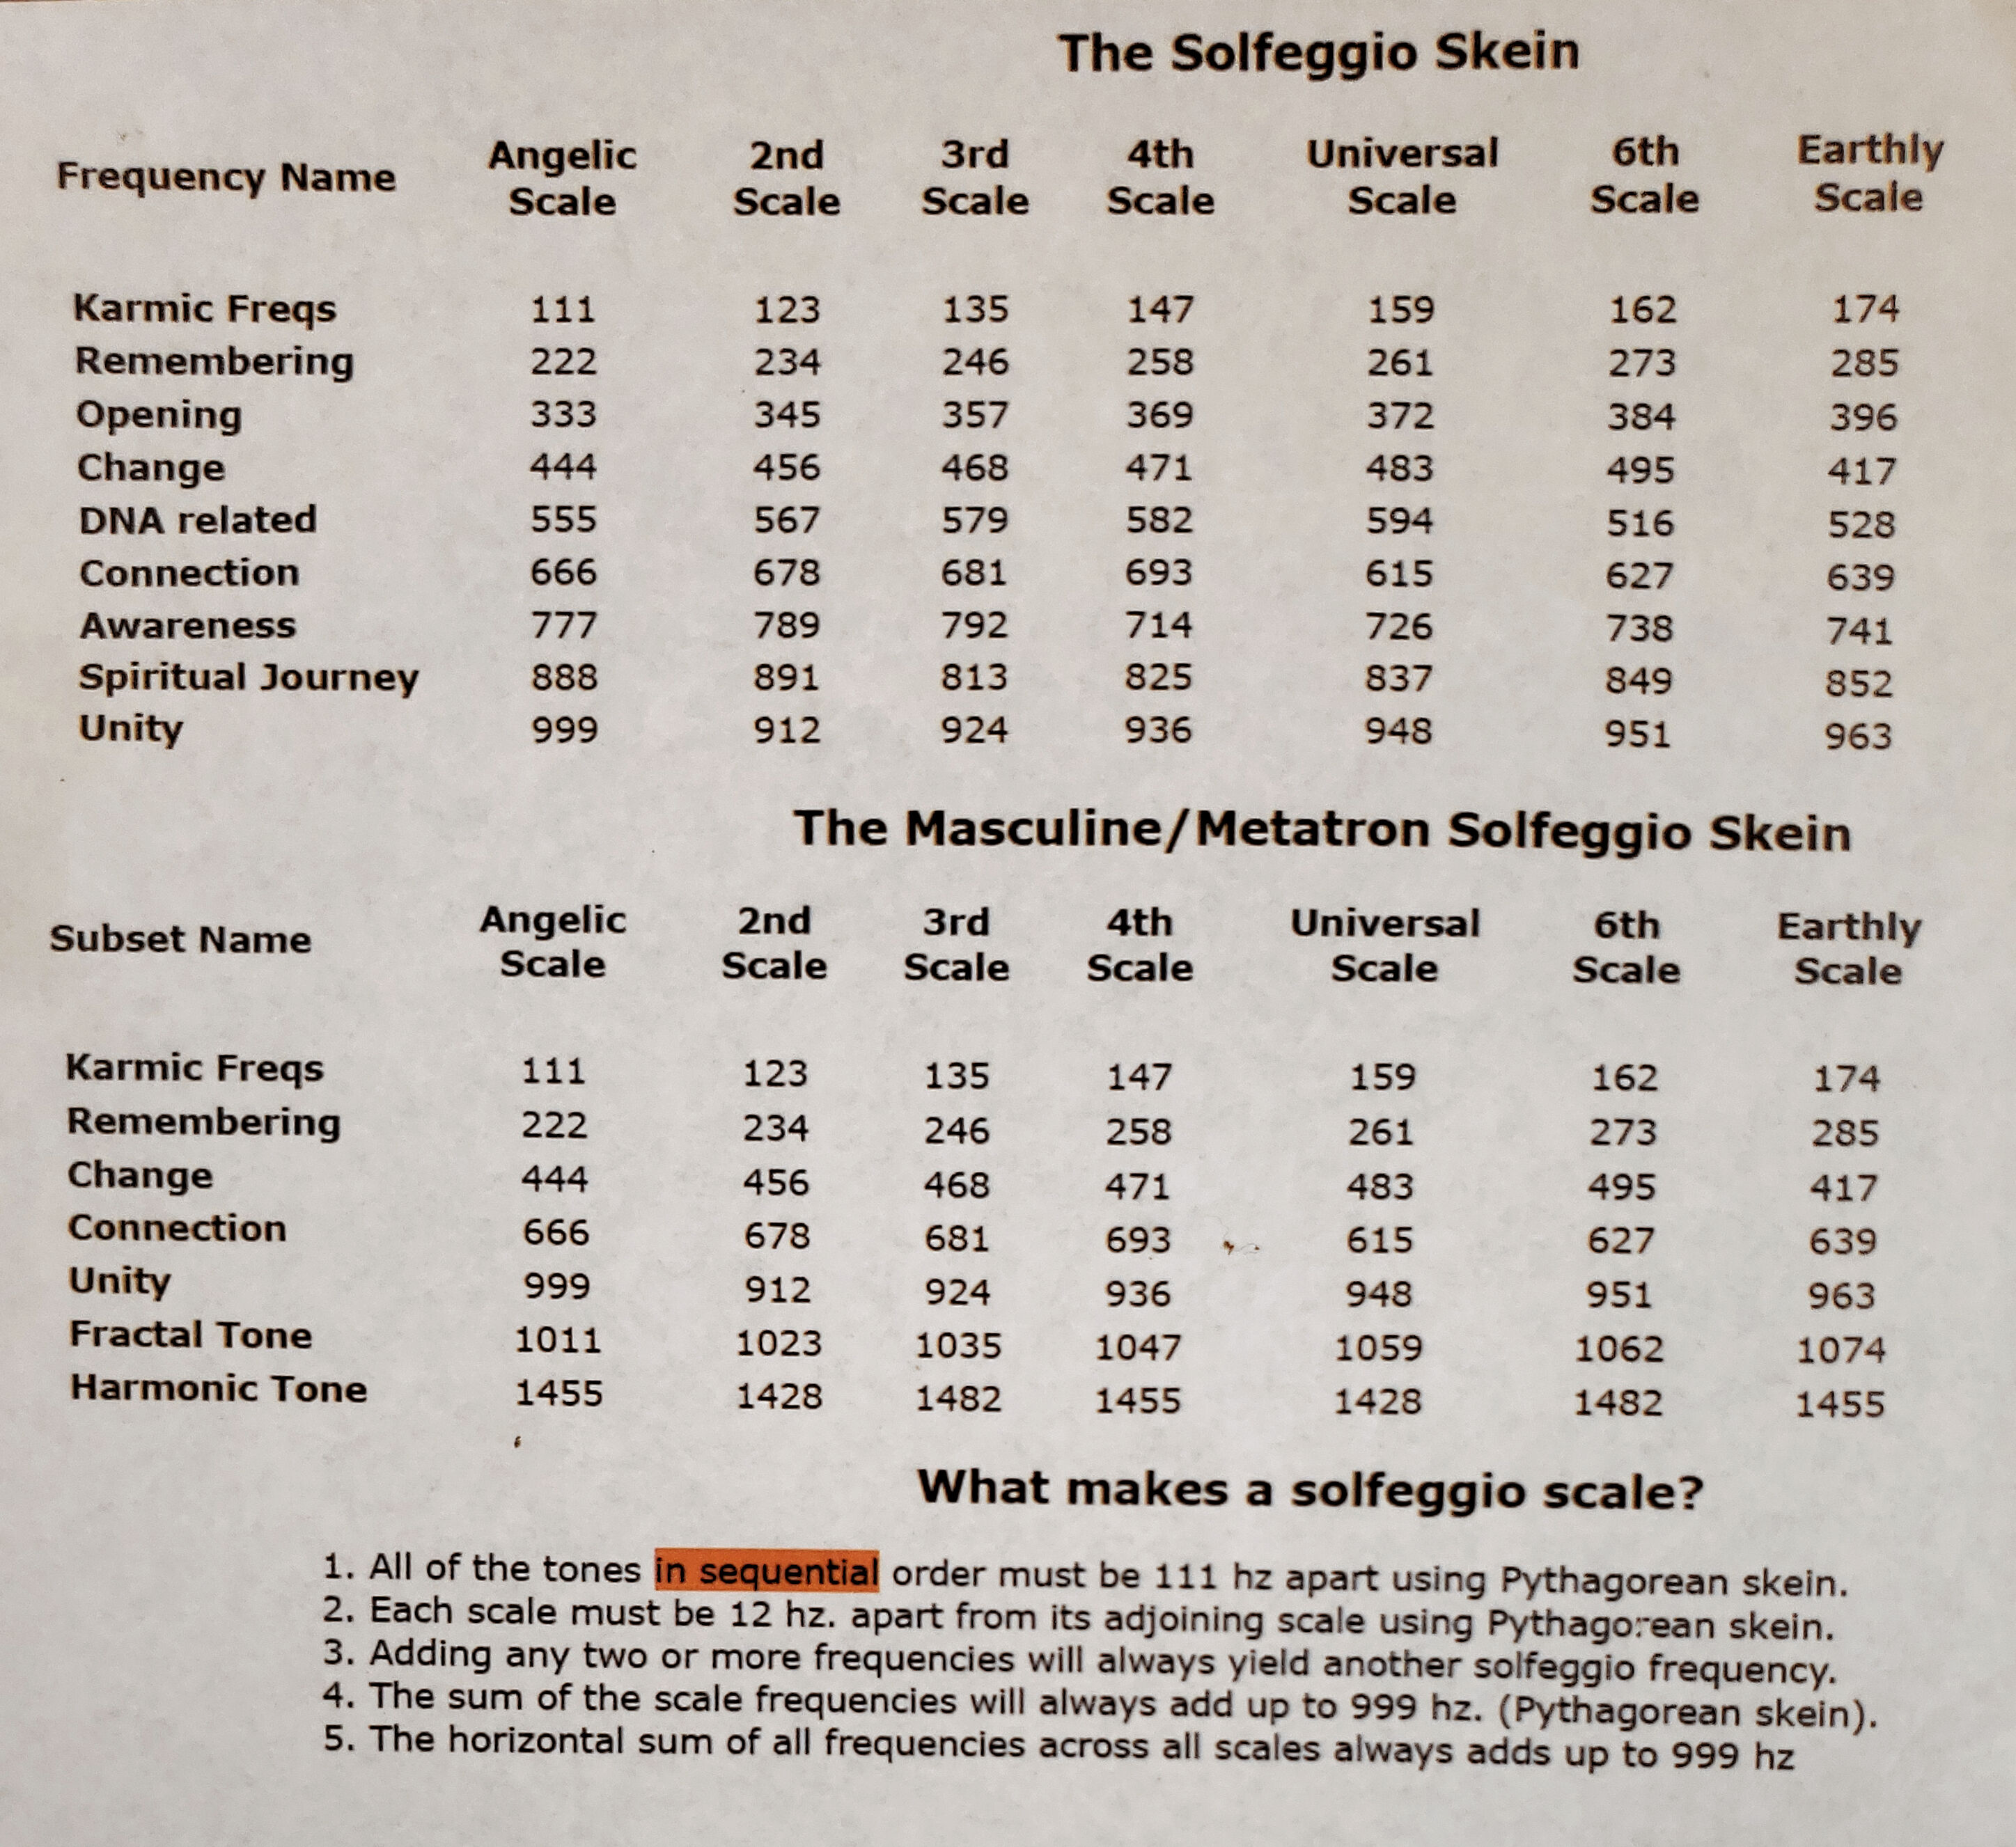 The Solfeggio Skein
Frequency Name Angelic Scale 2nd Scale 3rd Scale 4th Scale Universal Scale 6th Scale Earthly Scale
Karmic Freqs 111 123 135 147 159 162 174
Remembering 222 234 246 258 261 273 285
Opening 333 345 357 369 372 384 396
Change 444 456 468 471 483 495 417
DNA related 555 567 579 582 594 516 528
Connection 666 678 681 693 615 627 639
Awareness 777 789 792 714 726 738 741
Spiritual Journey 888 891 813 825 837 849 852
Unity 999 912 924 936 948 951 963
The Masculine/Metatron Solfeggio Skein
Subset Name Angelic Scale 2nd Scale 3rd Scale 4th Scale Universal Scale 6th Scale Earthly Scale
Karmic Freqs 111 123 135 147 159 162 174
Remembering 222 234 246 258 261 273 285
Change 444 456 468 471 483 495 417
Connection 666 678 681 693 615 627 639
Unity 999 912 924 936 948 951 963
Fractal Tone 1011 1023 1035 1047 1059 1062 1074
Harmonic Tone 1455 1428 1482 1455 1428 1482 1455
What makes a solfeggio scale?
1. All of the tones in sequential order must be 111 hz apart using Pythagorean skein.
2. Each scale must be 12 hz. apart from its adjoining scale using Pythagorean skein.
3. Adding any two or more frequencies will always yield another solfeggio frequency.
4. The sum of the scale frequencies will always add up to 999 hz. (Pythagorean skein).
5. The horizontal sum of all frequencies across all scales always adds up to 999 hz